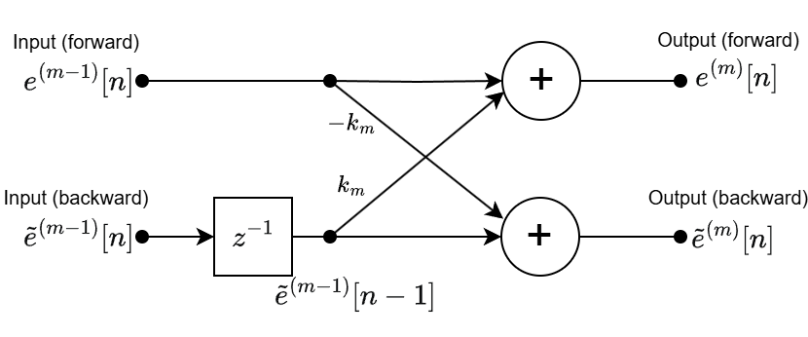 Input (forward)
e^{(m−1)}[n]
Output (forward)
e^{(m)}[n]
+
−k_m
k_m
Input (backward)
ẽ^{(m−1)}[n]
z^{−1}
+
Output (backward)
ẽ^{(m)}[n]
ẽ^{(m−1)}[n − 1]